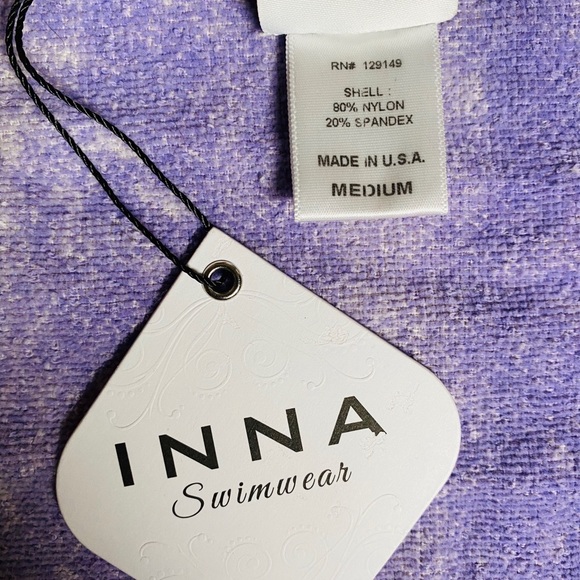 RN# 129149
SHELL :
80% NYLON
20% SPANDEX
MADE IN U.S.A.
MEDIUM
INNA
Swimwear